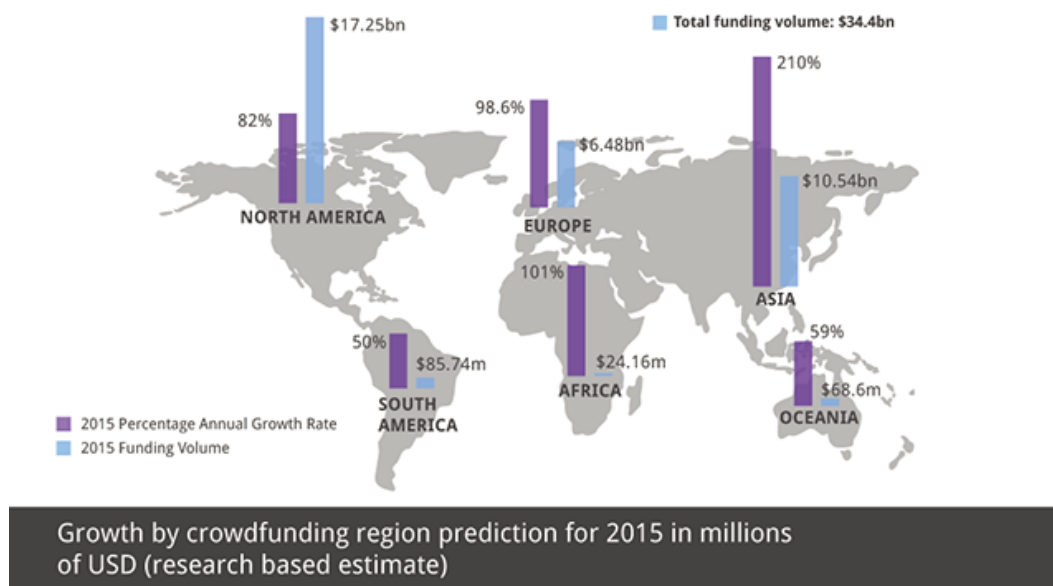 $17.25bn
Total funding volume: $34.4bn
210%
98.6%
82%
$6.48bn
$10.54bn
NORTH AMERICA
EUROPE
101%
ASIA
59%
50%
$85.74m
$24.16m
AFRICA
$68.6m
SOUTH
AMERICA
OCEANIA
2015 Percentage Annual Growth Rate
2015 Funding Volume
Growth by crowdfunding region prediction for 2015 in millions
of USD (research based estimate)